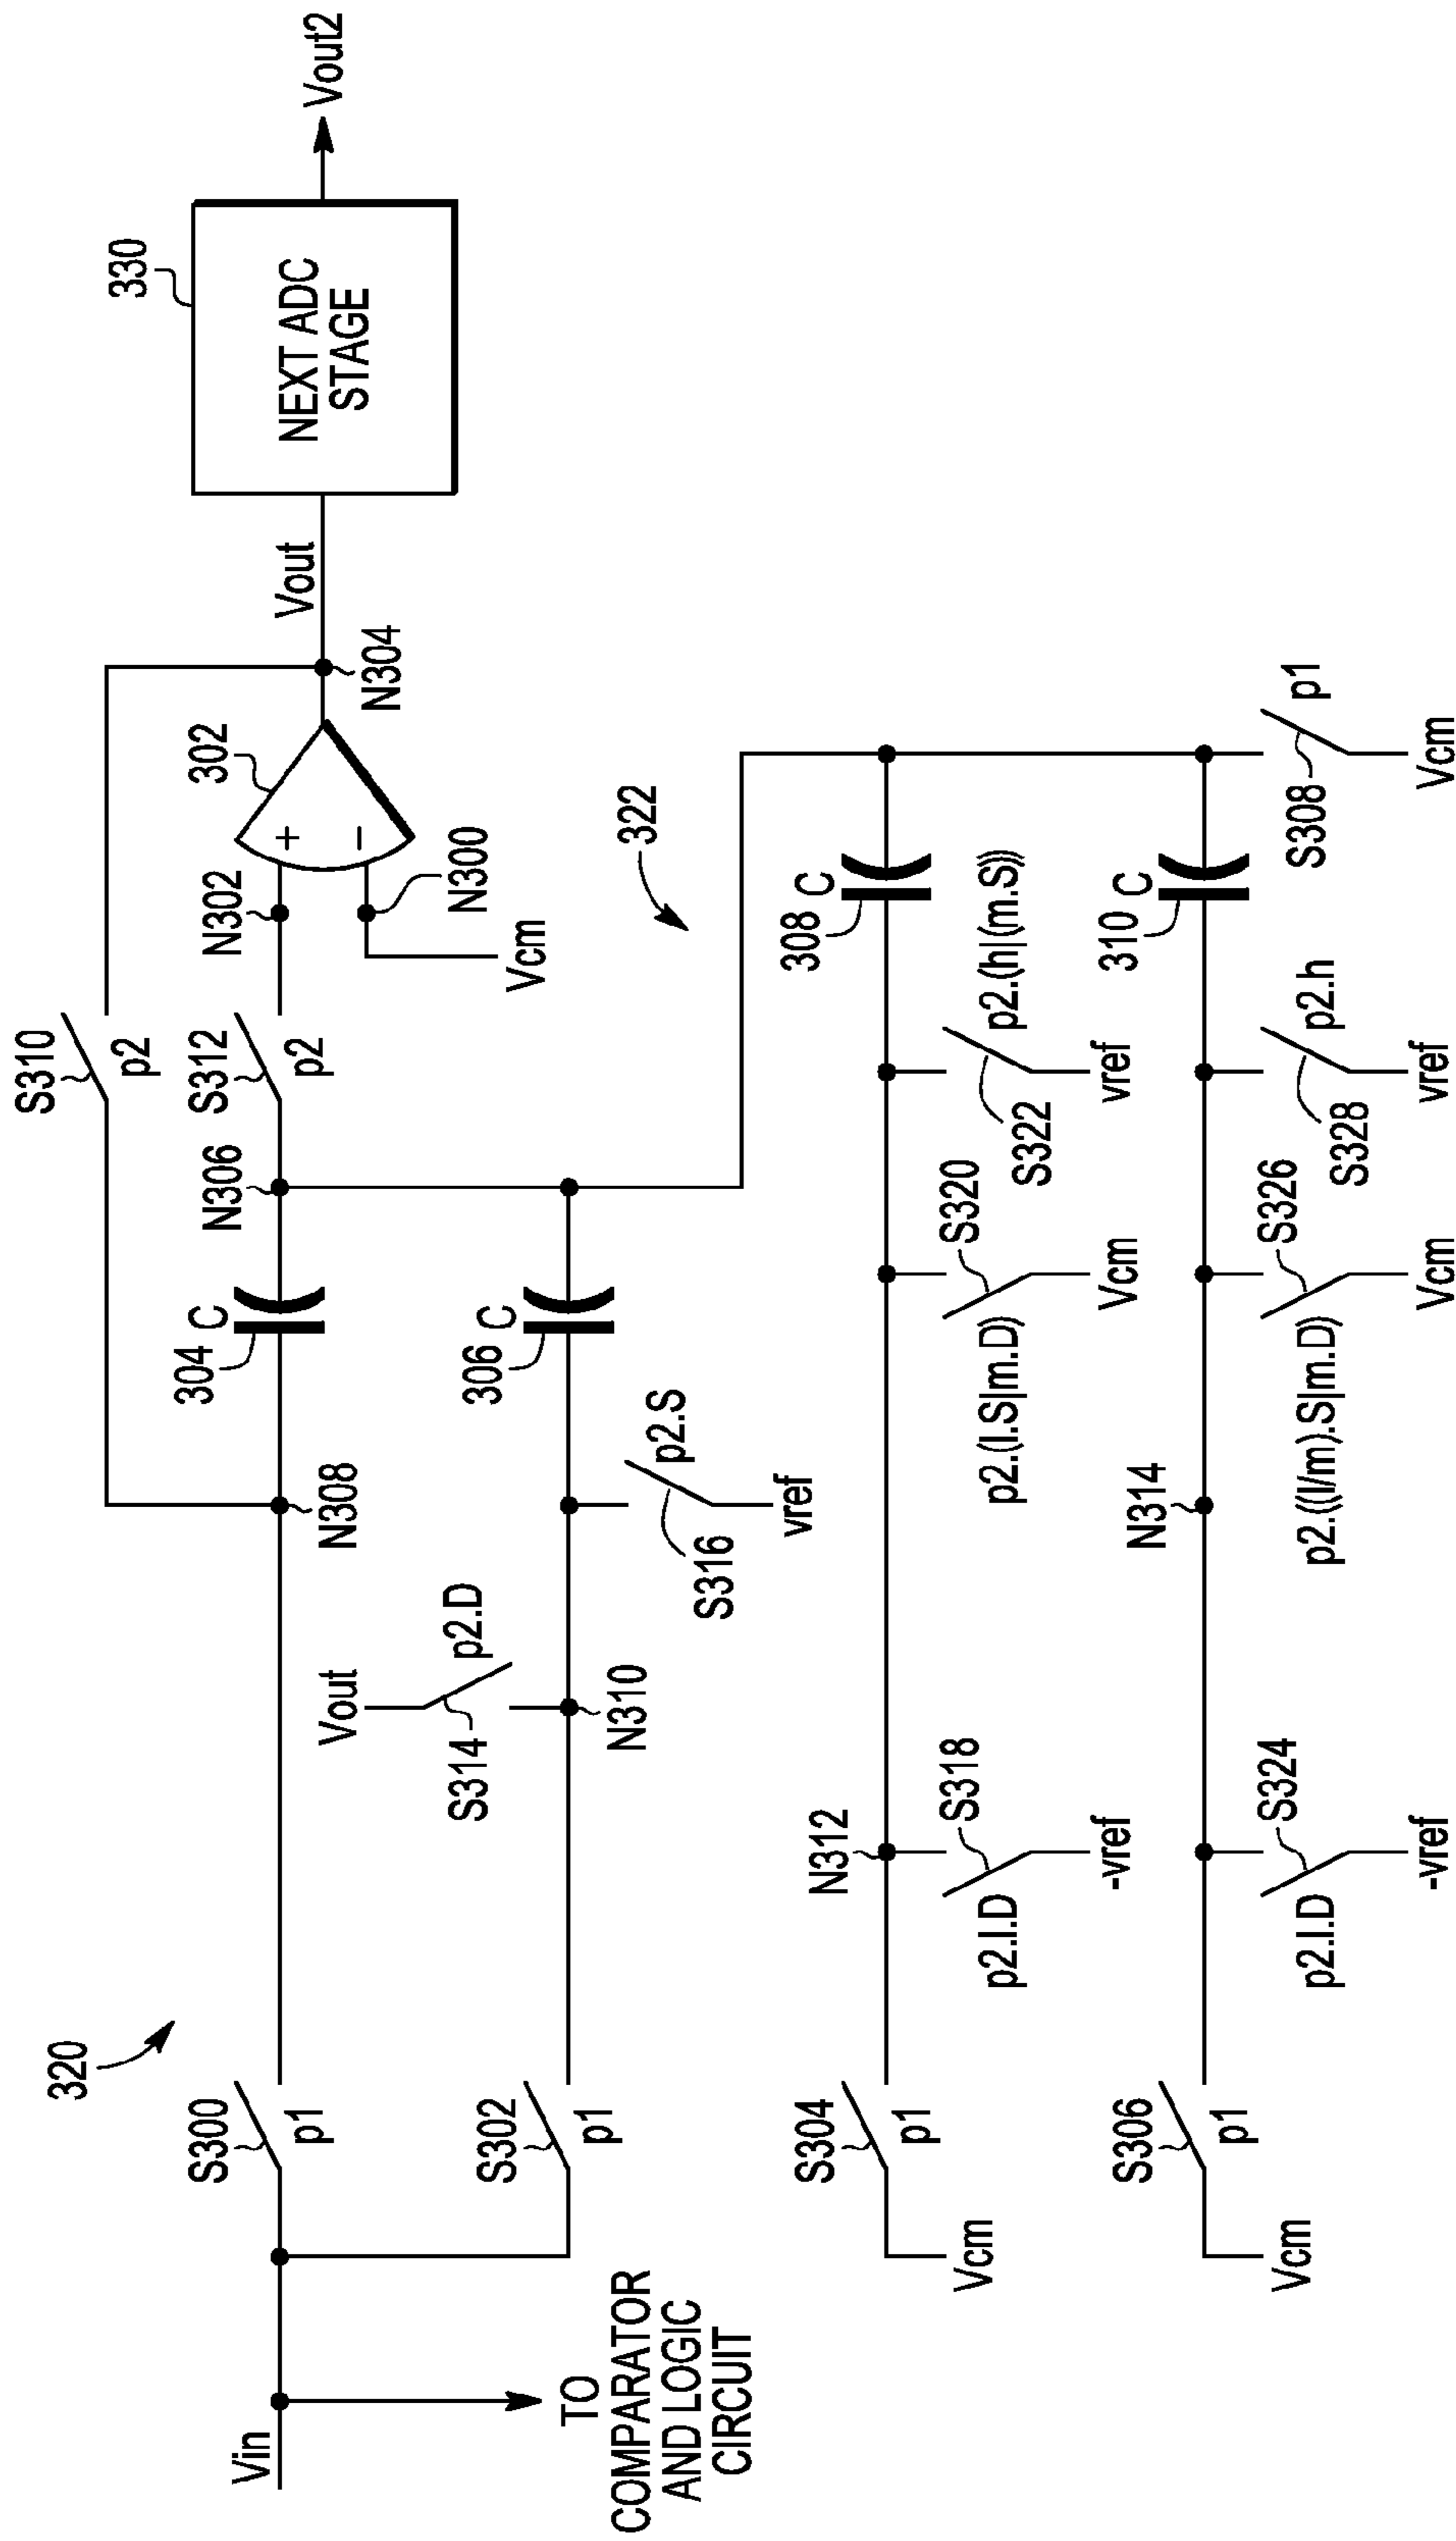 320
Vin
TO
COMPARATOR
AND LOGIC
CIRCUIT
S300
p1
S302
p1
S310
p2
N308
304
C
N306
S312
p2
N302
302
+
−
N300
Vcm
N304
Vout
330
NEXT ADC
STAGE
Vout2
Vout
S314
p2.D
N310
306
C
S316
p2.S
vref
322
S304
p1
Vcm
N312
S318
p2.l.D
-vref
S320
p2.(l.S|m.D)
Vcm
S322
p2.(h|(m.S))
vref
308
C
S306
p1
Vcm
S324
p2.l.D
-vref
N314
S326
p2.((l/m).S|m.D)
Vcm
S328
p2.h
vref
310
C
S308
p1
Vcm